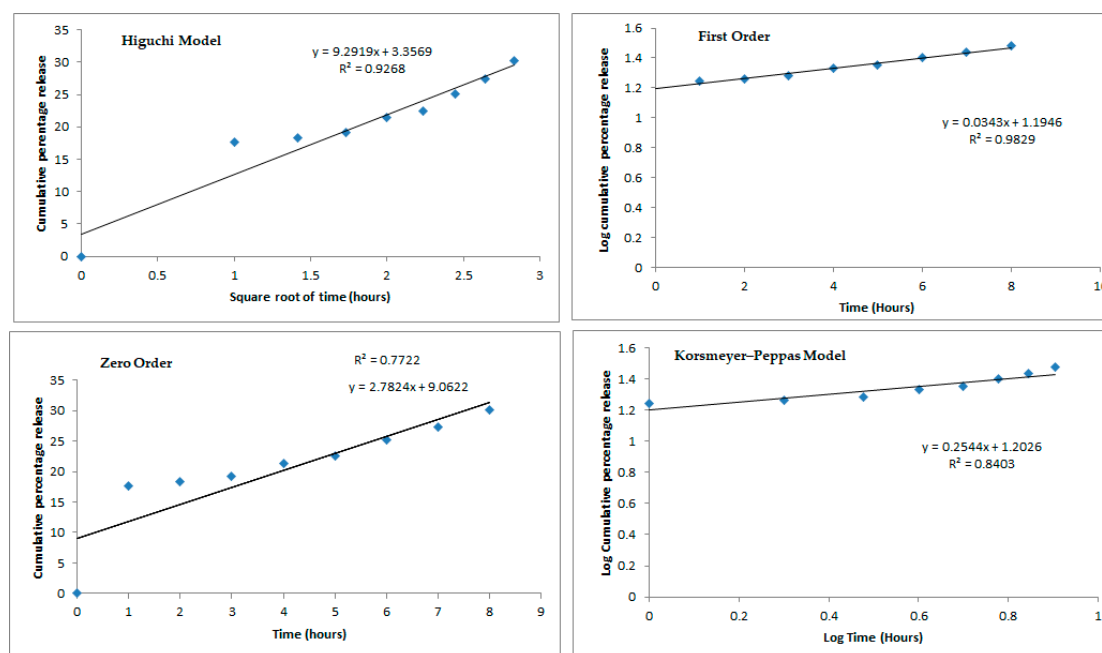 Higuchi Model
y = 9.2919x + 3.3569
R² = 0.9268
Cumulative perentage release
35
30
25
20
15
10
5
0
0 0.5 1 1.5 2 2.5 3
Square root of time (hours)
First Order
y = 0.0343x + 1.1946
R² = 0.9829
Log cumulative percentage release
1.6
1.4
1.2
1
0.8
0.6
0.4
0.2
0
0 2 4 6 8 10
Time (Hours)
Zero Order
R² = 0.7722
y = 2.7824x + 9.0622
Cumulative percentage release
35
30
25
20
15
10
5
0
0 1 2 3 4 5 6 7 8 9
Time (hours)
Korsmeyer–Peppas Model
y = 0.2544x + 1.2026
R² = 0.8403
Log Cumulative percentage release
1.6
1.4
1.2
1
0.8
0.6
0.4
0.2
0
0 0.2 0.4 0.6 0.8 1
Log Time (Hours)